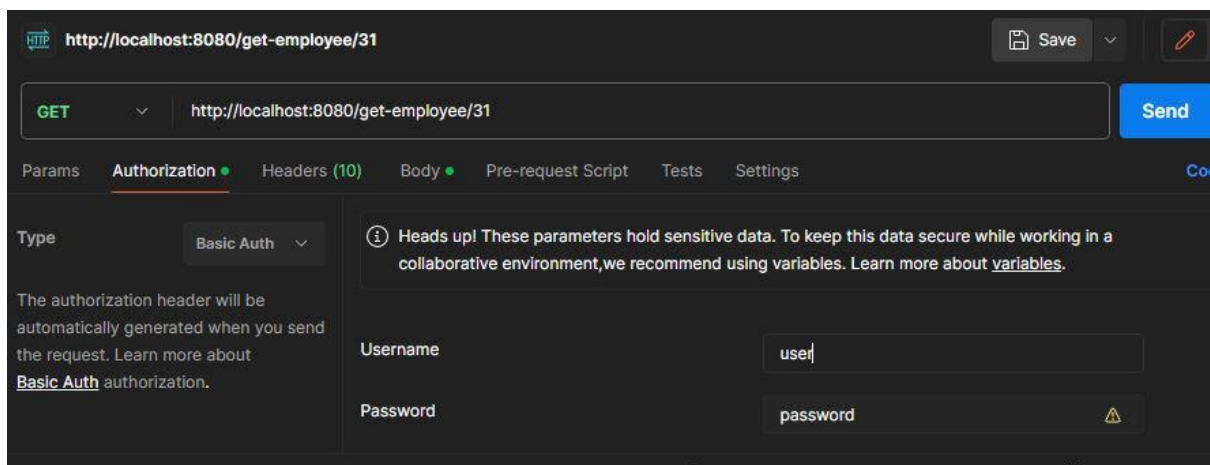 HTTP http://localhost:8080/get-employee/31 Save
GET http://localhost:8080/get-employee/31 Send
Params Authorization Headers (10) Body Pre-request Script Tests Settings
Type Basic Auth
The authorization header will be
automatically generated when you send
the request. Learn more about
Basic Auth authorization.
Heads up! These parameters hold sensitive data. To keep this data secure while working in a
collaborative environment,we recommend using variables. Learn more about variables.
Username user
Password password